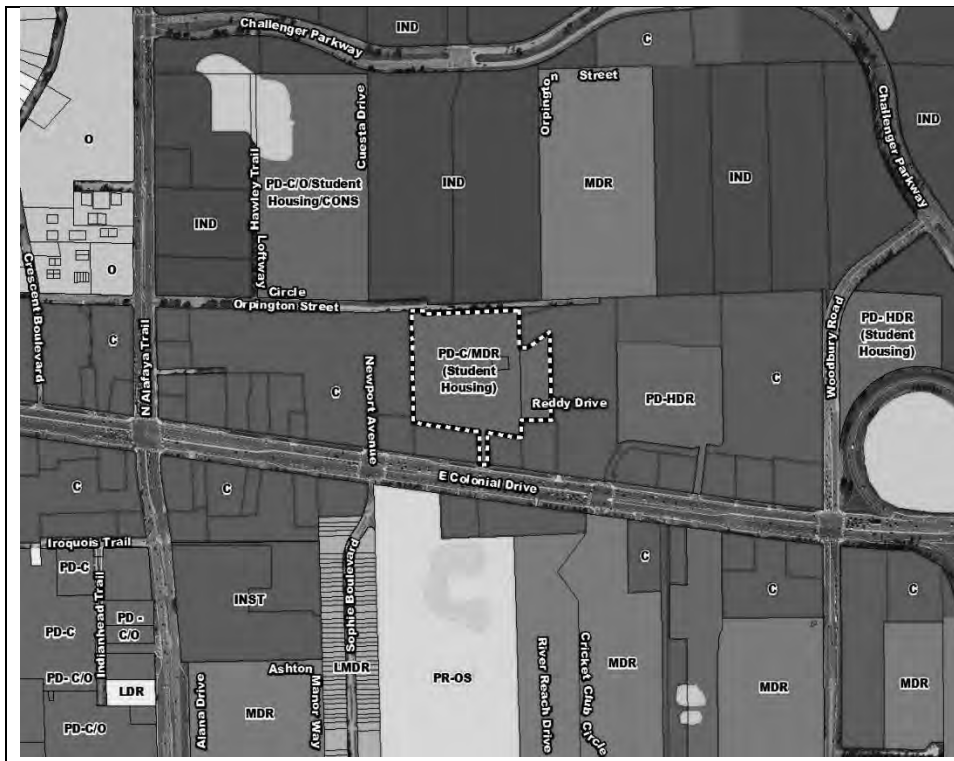 Challenger Parkway
IND
C
Orpington Street
Challenger Parkway
IND
O
Cuesta Drive
Hawley Trail
PD-C/O/Student
Housing/CONS
IND
MDR
IND
IND
Loftway
Circle
O
Crescent Boulevard
Orpington Street
C
N Alafaya Trail
PD-C/MDR
(Student
Housing)
Woodbury Road
PD- HDR
(Student
Housing)
C
Newport Avenue
Reddy Drive
PD-HDR
C
E Colonial Drive
C
C
Iroquois Trail
PD-C
Indianhead Trail
INST
Sophie Boulevard
C
C
C
PD -
C/O
PD-C
PD- C/O
LDR
PD-C/O
Alana Drive
MDR
Ashton
Manor Way
LMDR
PR-OS
River Reach Drive
Cricket Club Circle
MDR
MDR
MDR